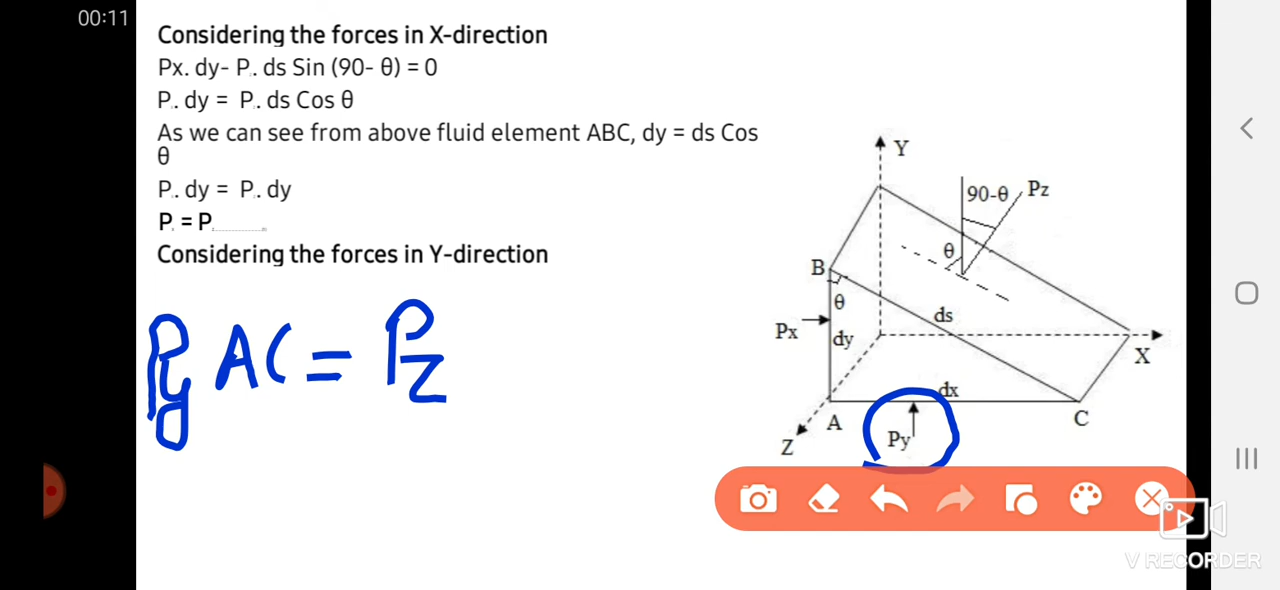 00:11
Considering the forces in X-direction
Px. dy- P.. ds Sin (90- θ) = 0
P.. dy = P.. ds Cos θ
As we can see from above fluid element ABC, dy = ds Cos
θ
P.. dy = P.. dy
P. = P.
Considering the forces in Y-direction
Py AC = Pz
Y
90-θ
Pz
θ
B
θ
ds
Px
dy
X
dx
A
C
Py
Z
V RECORDER